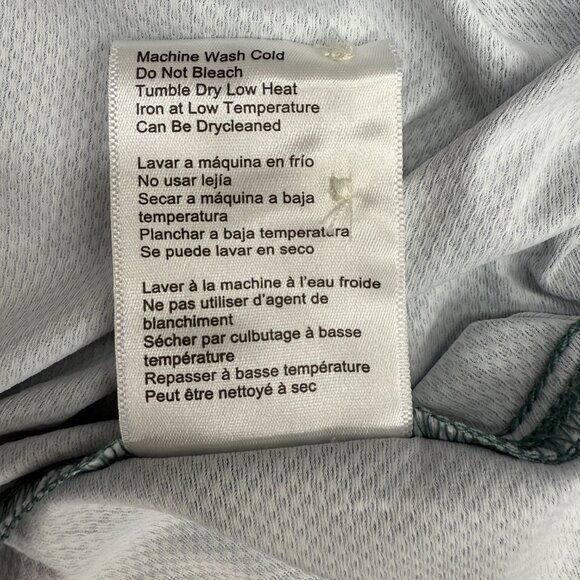 Machine Wash Cold
Do Not Bleach
Tumble Dry Low Heat
Iron at Low Temperature
Can Be Drycleaned
Lavar a máquina en frío
No usar lejía
Secar a máquina a baja
temperatura
Planchar a baja temperatura
Se puede lavar en seco
Laver à la machine à l'eau froide
Ne pas utiliser d'agent de
blanchiment
Sécher par culbutage à basse
température
Repasser à basse température
Peut être nettoyé à sec